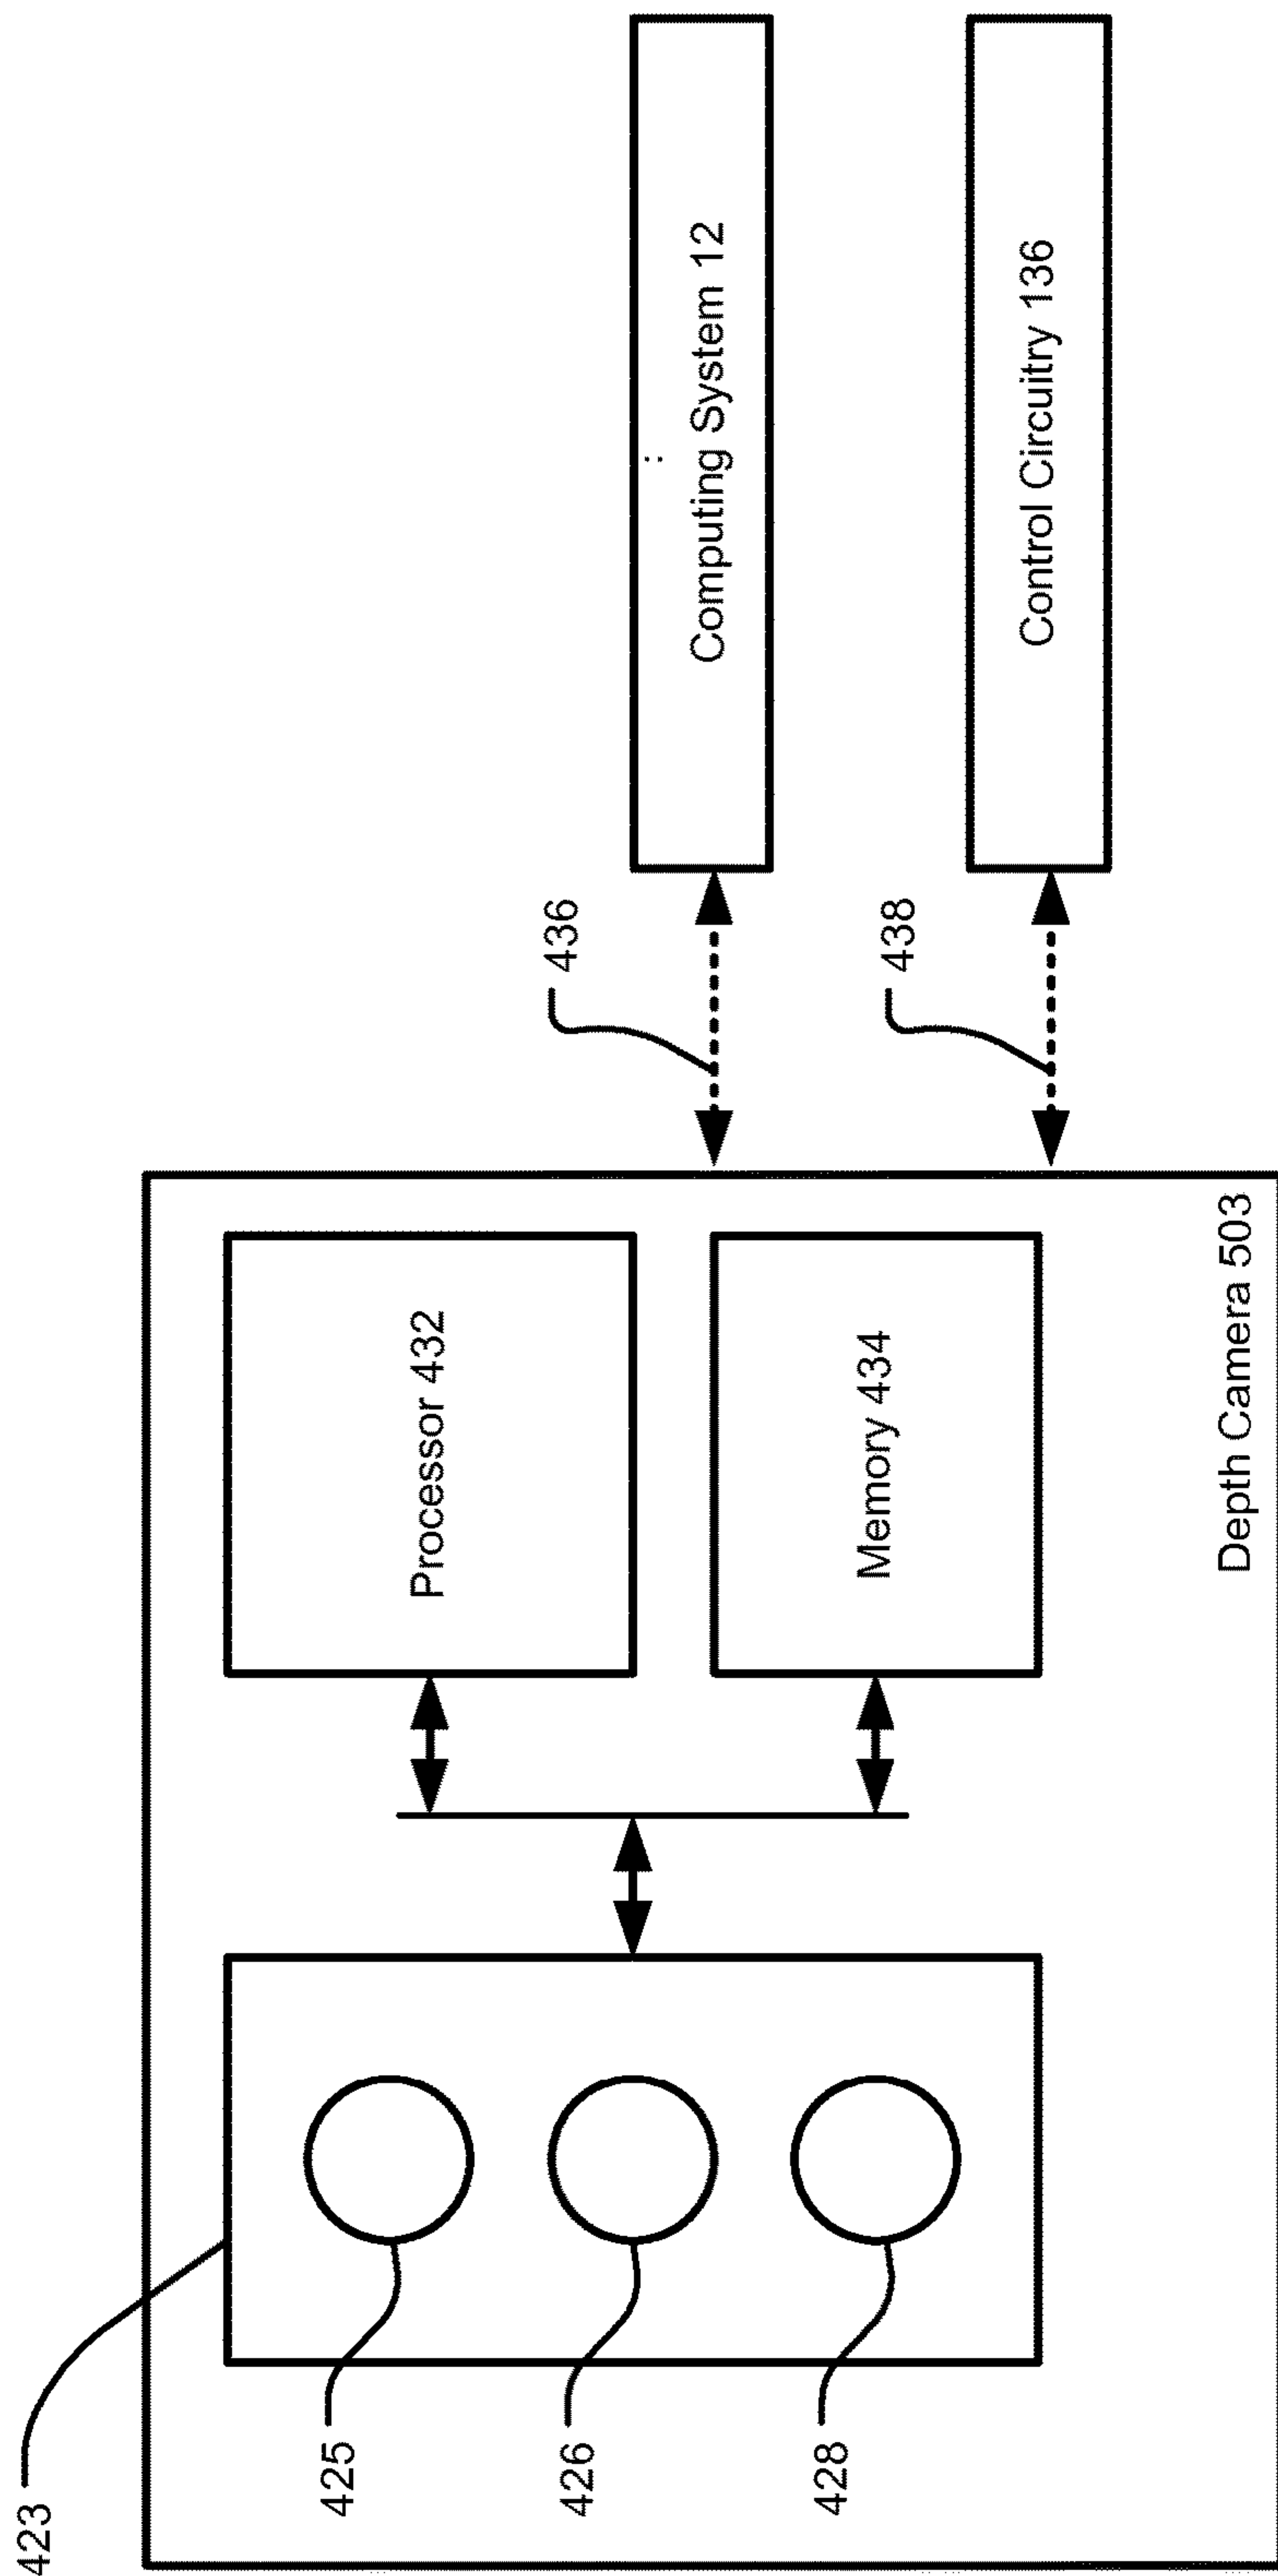 423
425
426
428
Processor 432
Memory 434
Depth Camera 503
436
438
Computing System 12
:
Control Circuitry 136